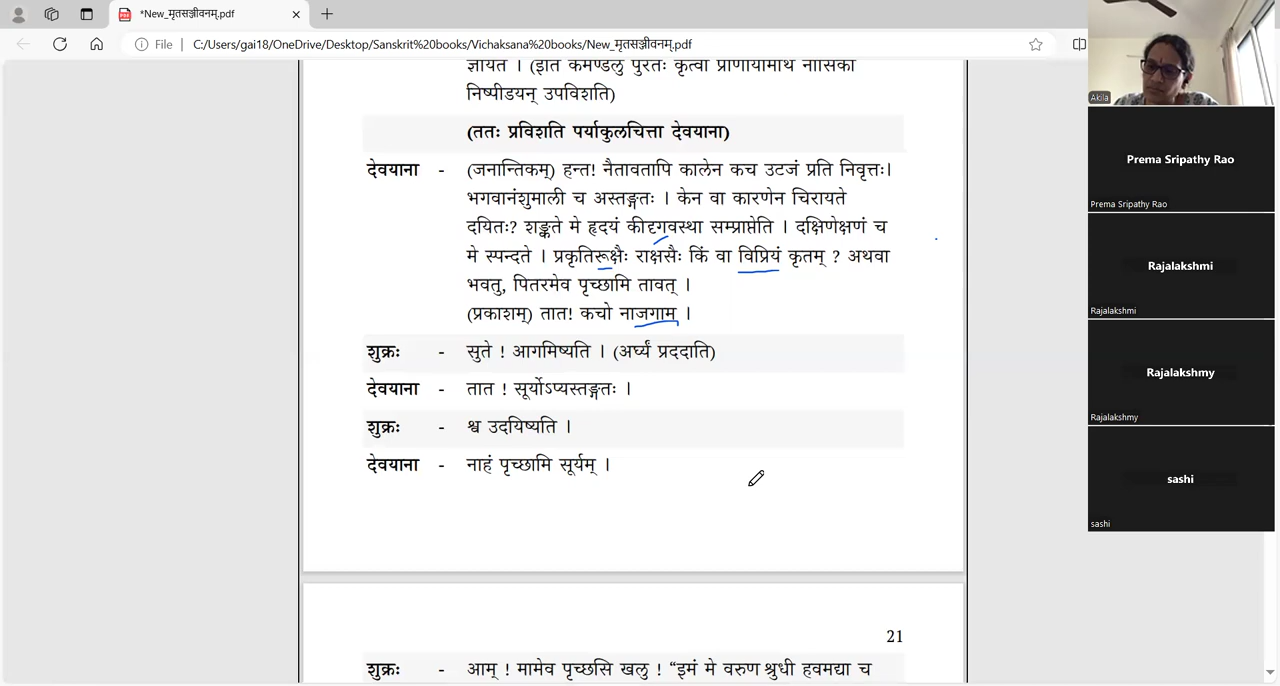 *New_मृतसञ्जीवनम्.pdf
File | C:/Users/gai18/OneDrive/Desktop/Sanskrit%20books/Vichaksana%20books/New_मृतसञ्जीवनम्.pdf
ज्ञायते । (इति कमण्डलुं पुरतः कृत्वा प्राणायामार्थं नासिकां
निष्पीडयन् उपविशति)
(ततः प्रविशति पर्याकुलचित्ता देवयाना)
देवयाना - (जनान्तिकम्) हन्त! नैतावतापि कालेन कच उटजं प्रति निवृत्तः।
भगवानंशुमाली च अस्तङ्गतः । केन वा कारणेन चिरायते
दयितः? शङ्कते मे हृदयं कीदृगवस्था सम्प्राप्तेति । दक्षिणेक्षणं च
मे स्पन्दते । प्रकृतिरूक्षैः राक्षसैः किं वा विप्रियं कृतम् ? अथवा
भवतु, पितरमेव पृच्छामि तावत् ।
(प्रकाशम्) तात! कचो नाजगाम ।
शुक्रः - सुते ! आगमिष्यति । (अर्घ्यं प्रददाति)
देवयाना - तात ! सूर्योऽप्यस्तङ्गतः ।
शुक्रः - श्व उदयिष्यति ।
देवयाना - नाहं पृच्छामि सूर्यम् ।
21
शुक्रः - आम् ! मामेव पृच्छसि खलु ! “इमं मे वरुण श्रुधी हवमद्या च
Akila
Prema Sripathy Rao
Prema Sripathy Rao
Rajalakshmi
Rajalakshmi
Rajalakshmy
Rajalakshmy
sashi
sashi